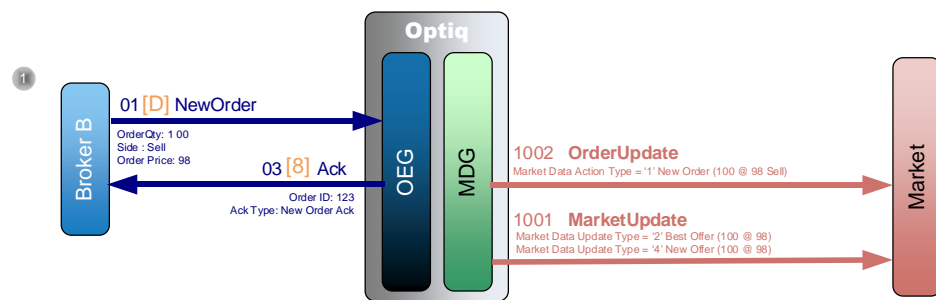 Optiq
1
Broker B
01 [D] NewOrder
OrderQty: 1 00
Side : Sell
Order Price: 98
03 [8] Ack
Order ID: 123
Ack Type: New Order Ack
OEG
MDG
1002 OrderUpdate
Market Data Action Type = '1' New Order (100 @ 98 Sell)
1001 MarketUpdate
Market Data Update Type = '2' Best Offer (100 @ 98)
Market Data Update Type = '4' New Offer (100 @ 98)
Market